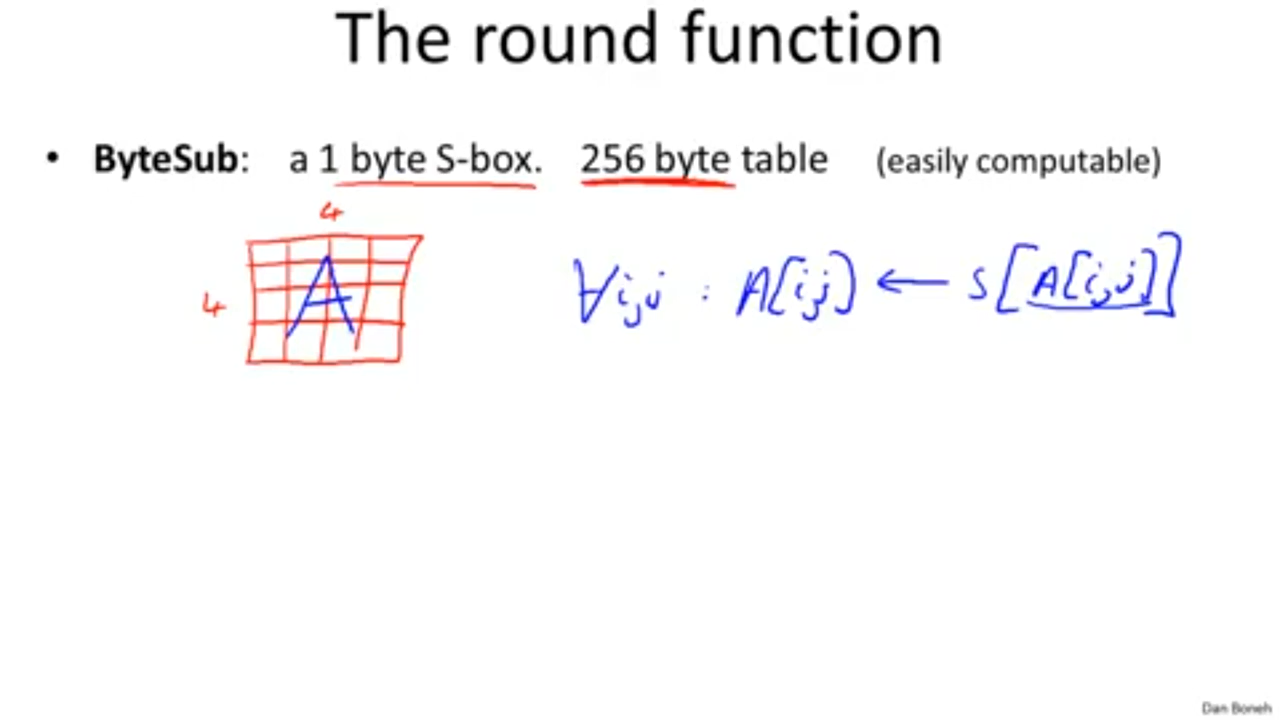 The round function
• ByteSub: a 1 byte S-box. 256 byte table (easily computable)
4
4
A
∀i,j : A[i,j] ← S[A[i,j]]
Dan Boneh